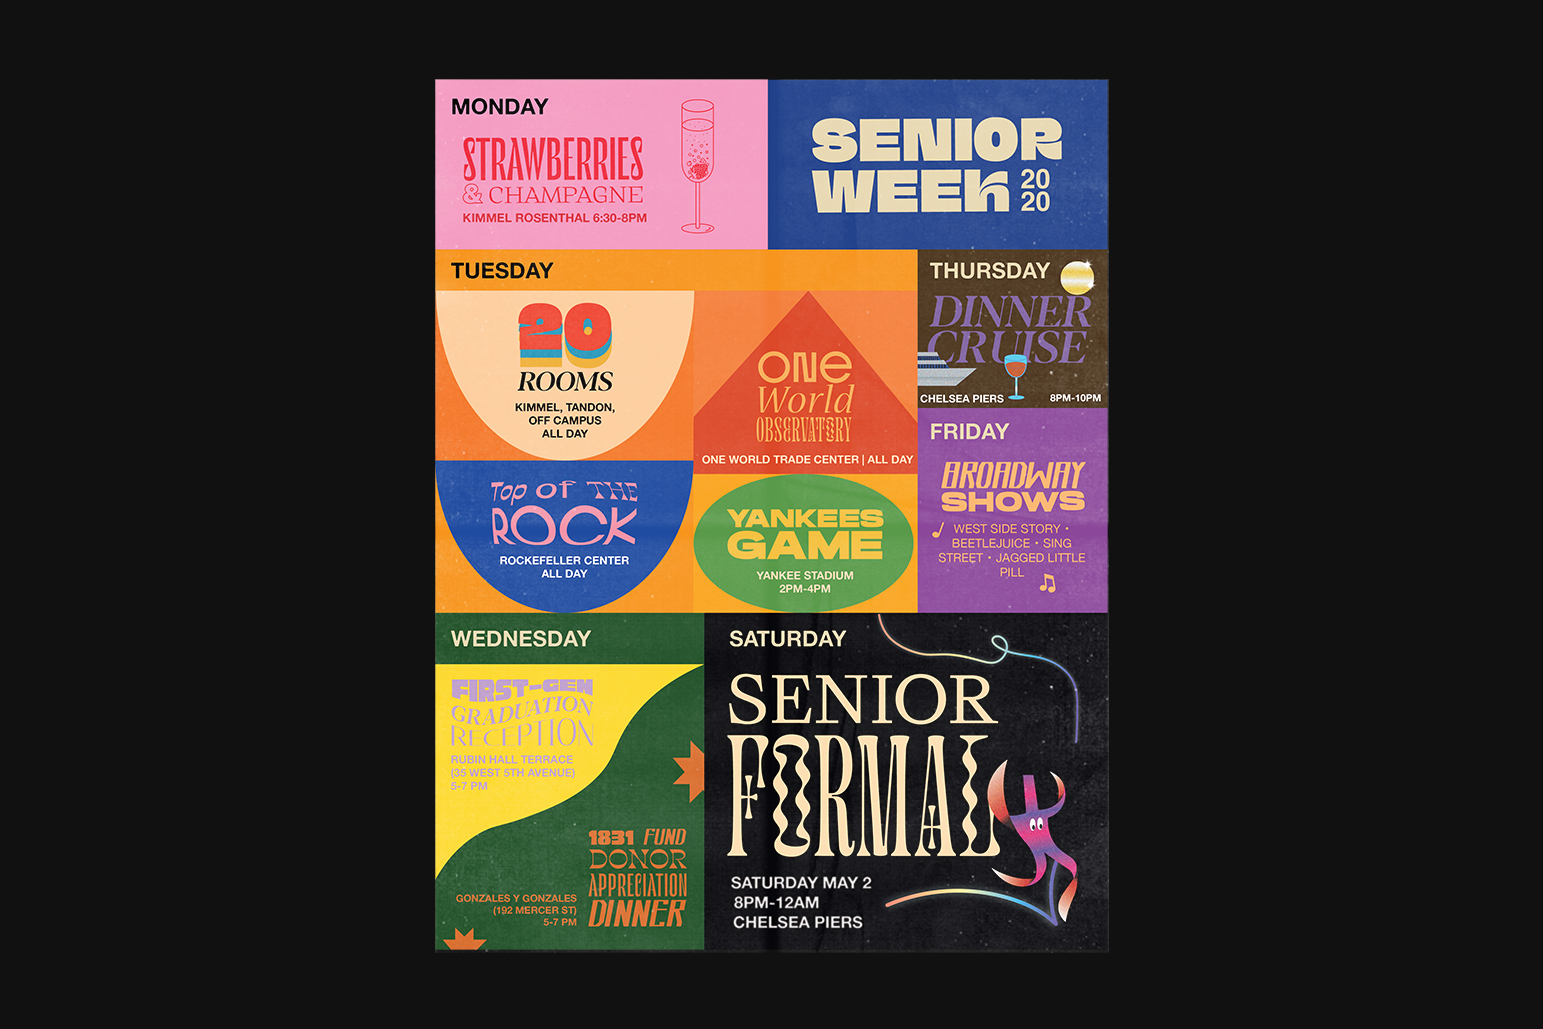 MONDAY
STRAWBERRIES
& CHAMPAGNE
KIMMEL ROSENTHAL 6:30-8PM
SENIOR
WEEK
20
20
TUESDAY
20
ROOMS
KIMMEL, TANDON,
OFF CAMPUS
ALL DAY
ONE
World
OBSERVATORY
ONE WORLD TRADE CENTER | ALL DAY
Top of THE
ROCK
ROCKEFELLER CENTER
ALL DAY
YANKEES
GAME
YANKEE STADIUM
2PM-4PM
THURSDAY
DINNER
CRUISE
CHELSEA PIERS
8PM-10PM
FRIDAY
BROADWAY
SHOWS
WEST SIDE STORY •
BEETLEJUICE • SING
STREET • JAGGED LITTLE
PILL
WEDNESDAY
FIRST-GEN
GRADUATION
RECEPTION
RUBIN HALL TERRACE
(35 WEST 5TH AVENUE)
5-7 PM
1831 FUND
DONOR
APPRECIATION
DINNER
GONZALES Y GONZALES
(192 MERCER ST)
5-7 PM
SATURDAY
SENIOR
FORMAL
SATURDAY MAY 2
8PM-12AM
CHELSEA PIERS